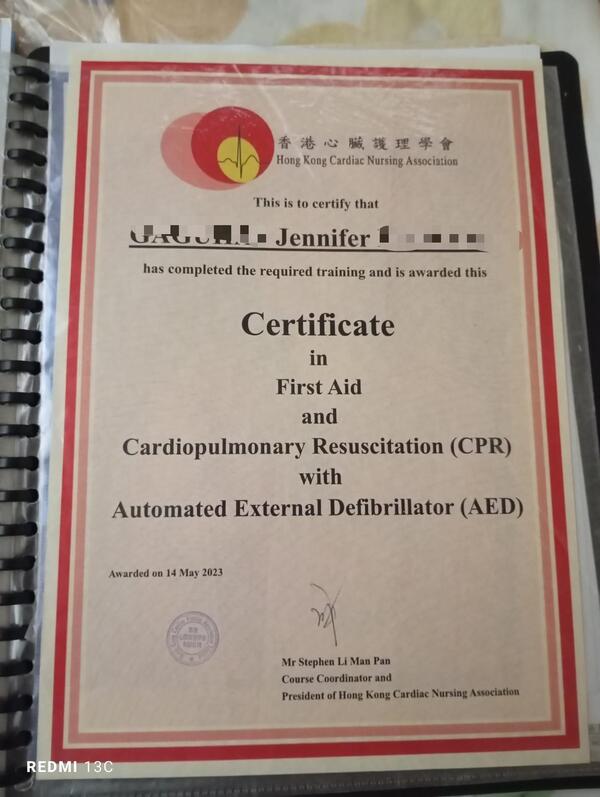 香港心臟護理學會
Hong Kong Cardiac Nursing Association
This is to certify that
Jennifer
has completed the required training and is awarded this
Certificate
in
First Aid
and
Cardiopulmonary Resuscitation (CPR)
with
Automated External Defibrillator (AED)
Awarded on 14 May 2023
Mr Stephen Li Man Pan
Course Coordinator and
President of Hong Kong Cardiac Nursing Association
REDMI 13C